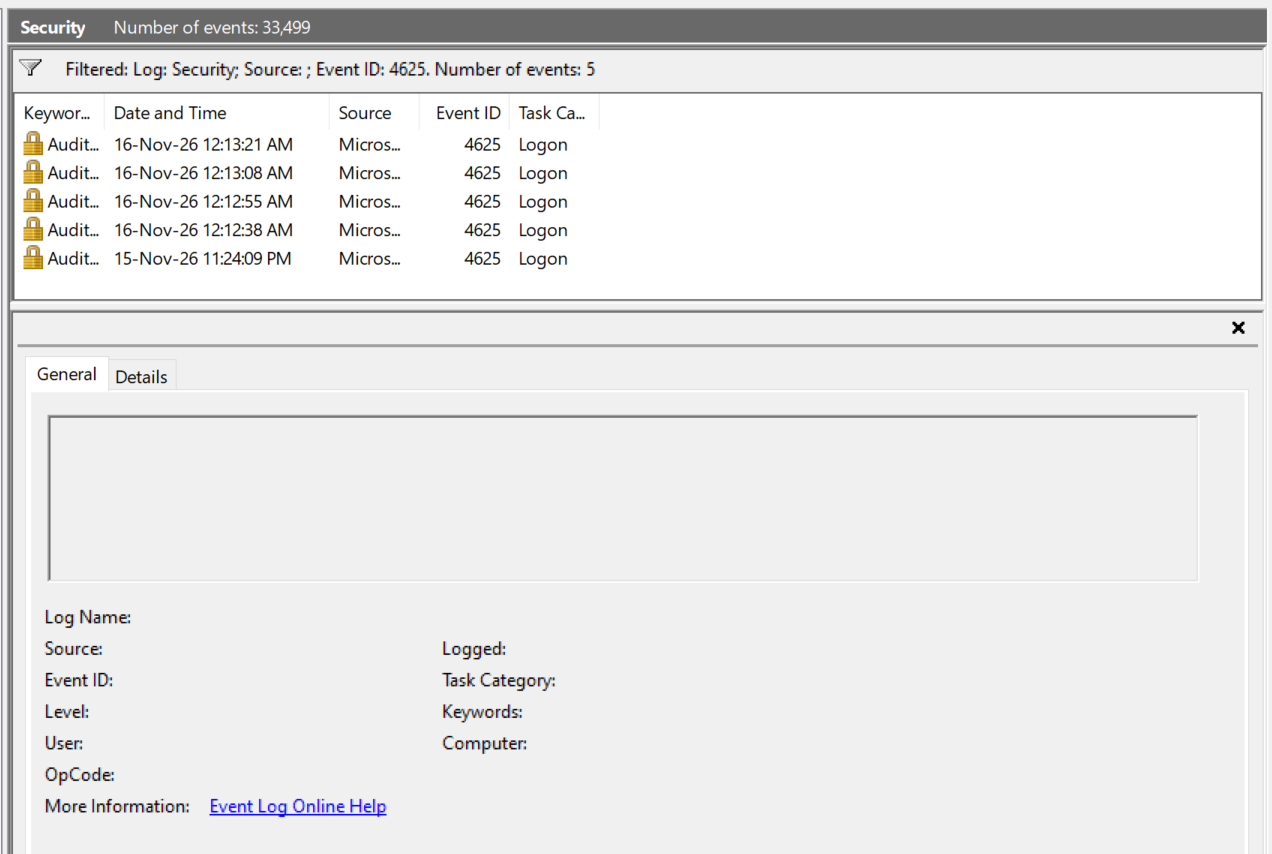 Security Number of events: 33,499
Filtered: Log: Security; Source: ; Event ID: 4625. Number of events: 5
Keywor... Date and Time Source Event ID Task Ca...
Audit... 16-Nov-26 12:13:21 AM Micros... 4625 Logon
Audit... 16-Nov-26 12:13:08 AM Micros... 4625 Logon
Audit... 16-Nov-26 12:12:55 AM Micros... 4625 Logon
Audit... 16-Nov-26 12:12:38 AM Micros... 4625 Logon
Audit... 15-Nov-26 11:24:09 PM Micros... 4625 Logon
General Details
Log Name:
Source: Logged:
Event ID: Task Category:
Level: Keywords:
User: Computer:
OpCode:
More Information: Event Log Online Help